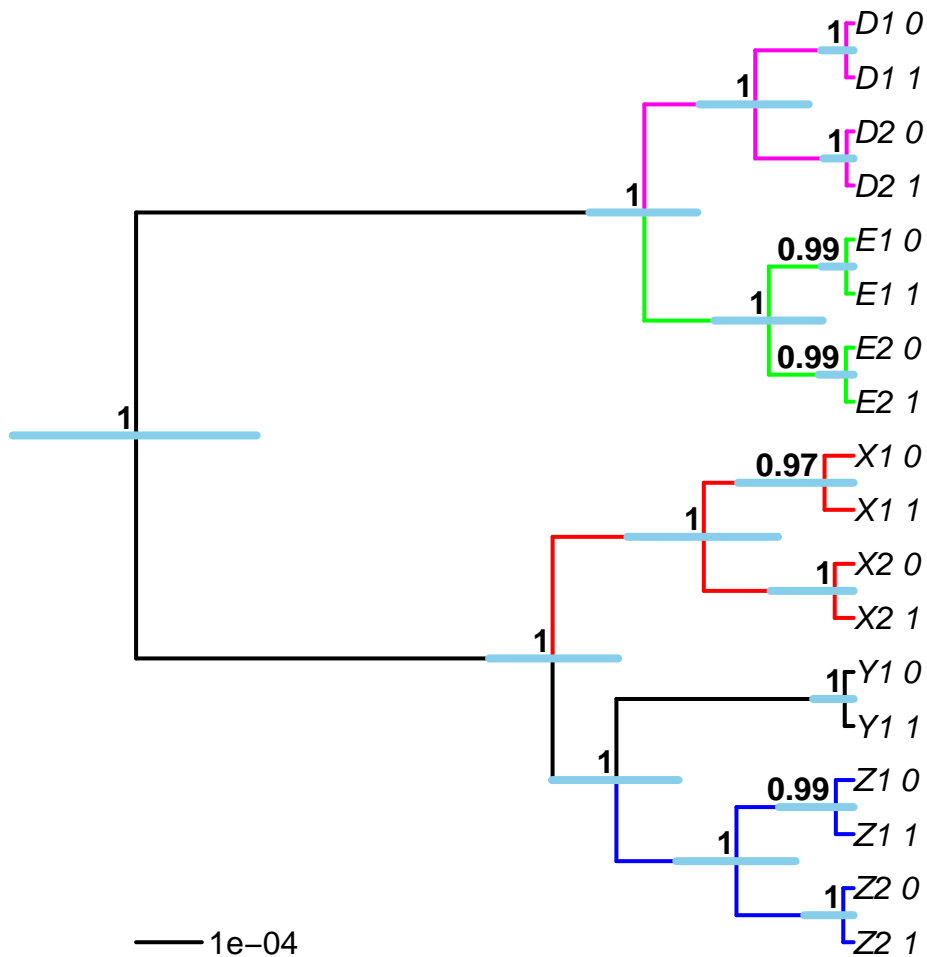 1 D1 0
D1 1
1
1 D2 0
D2 1
1
0.99 E1 0
E1 1
1
0.99 E2 0
E2 1
1
0.97 X1 0
X1 1
1
1 X2 0
X2 1
1
1 Y1 0
Y1 1
1
0.99 Z1 0
Z1 1
1
1 Z2 0
Z2 1
1e−04